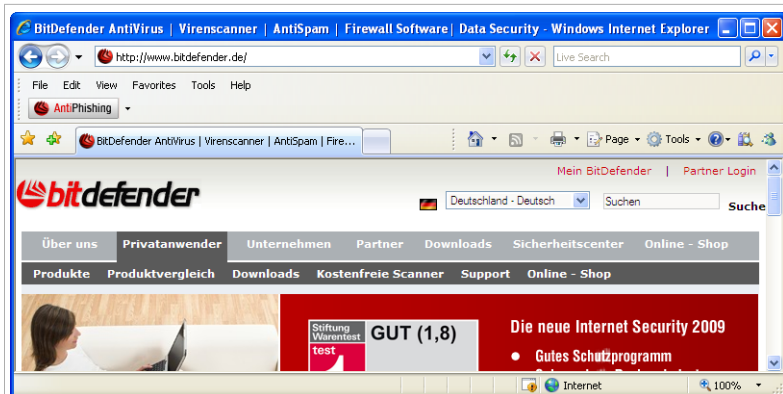 BitDefender AntiVirus | Virenscanner | AntiSpam | Firewall Software | Data Security - Windows Internet Explorer
http://www.bitdefender.de/
Live Search
File Edit View Favorites Tools Help
AntiPhishing
BitDefender AntiVirus | Virenscanner | AntiSpam | Fire...
Page Tools
Mein BitDefender | Partner Login
bitdefender
Deutschland - Deutsch Suchen Suche
Über uns Privatanwender Unternehmen Partner Downloads Sicherheitscenter Online - Shop
Produkte Produktvergleich Downloads Kostenfreie Scanner Support Online - Shop
Stiftung
Warentest
test
GUT (1,8)
Die neue Internet Security 2009
Gutes Schutzprogramm
Internet 100%